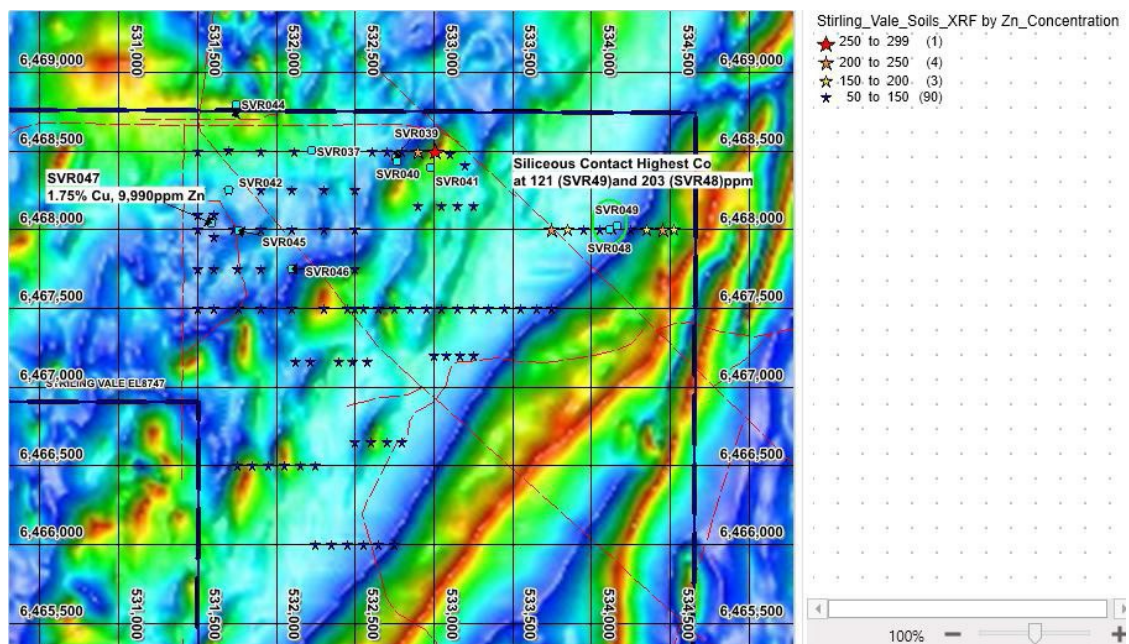 531,000
531,500
532,000
532,500
533,000
533,500
534,000
534,500
6,469,000
6,468,500
6,468,000
6,467,500
6,467,000
6,466,500
6,466,000
6,465,500
SVR044
SVR039
SVR037
SVR040
SVR041
SVR047
1.75% Cu, 9,990ppm Zn
SVR042
SVR045
SVR046
Siliceous Contact Highest Co
at 121 (SVR49)and 203 (SVR48)ppm
SVR049
SVR048
6,469,000
6,468,500
6,468,000
6,467,500
6,467,000
6,466,500
6,466,000
6,465,500
531,000
531,500
532,000
532,500
533,000
533,500
534,000
534,500
Stirling_Vale_Soils_XRF by Zn_Concentration
250 to 299 (1)
200 to 250 (4)
150 to 200 (3)
50 to 150 (90)
100%